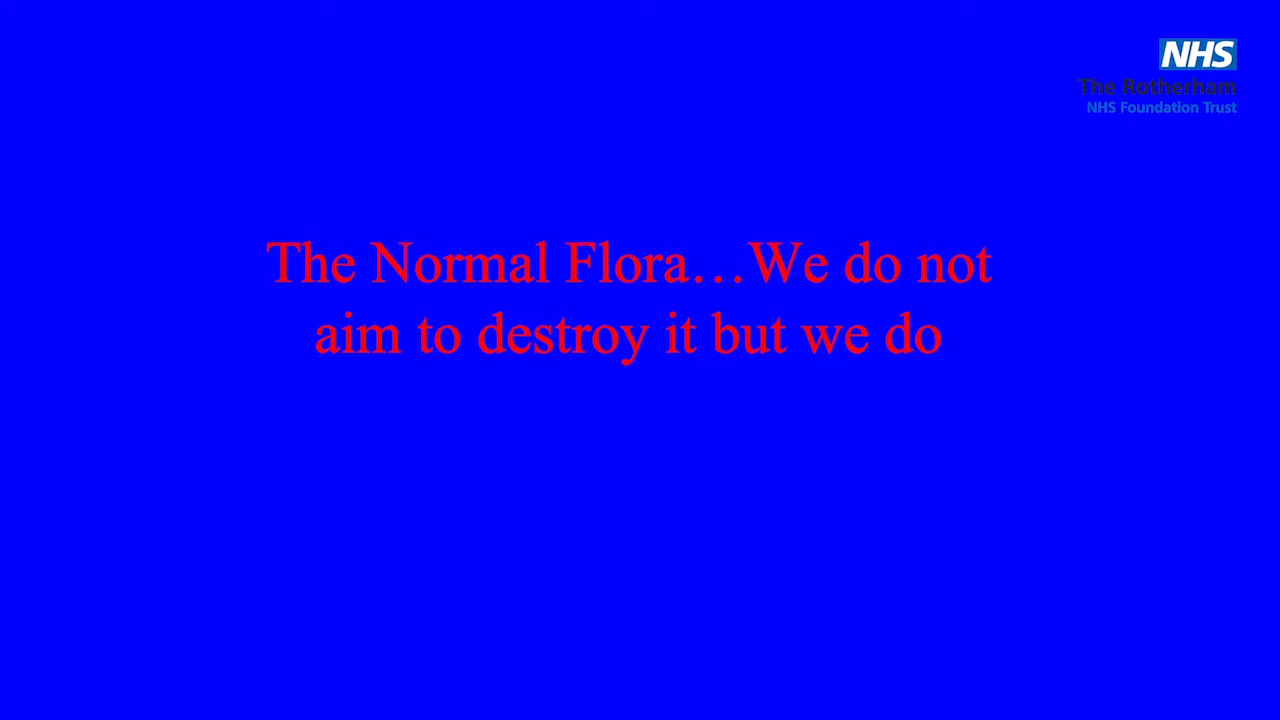 NHS
The Rotherham
NHS Foundation Trust
The Normal Flora…We do not
aim to destroy it but we do